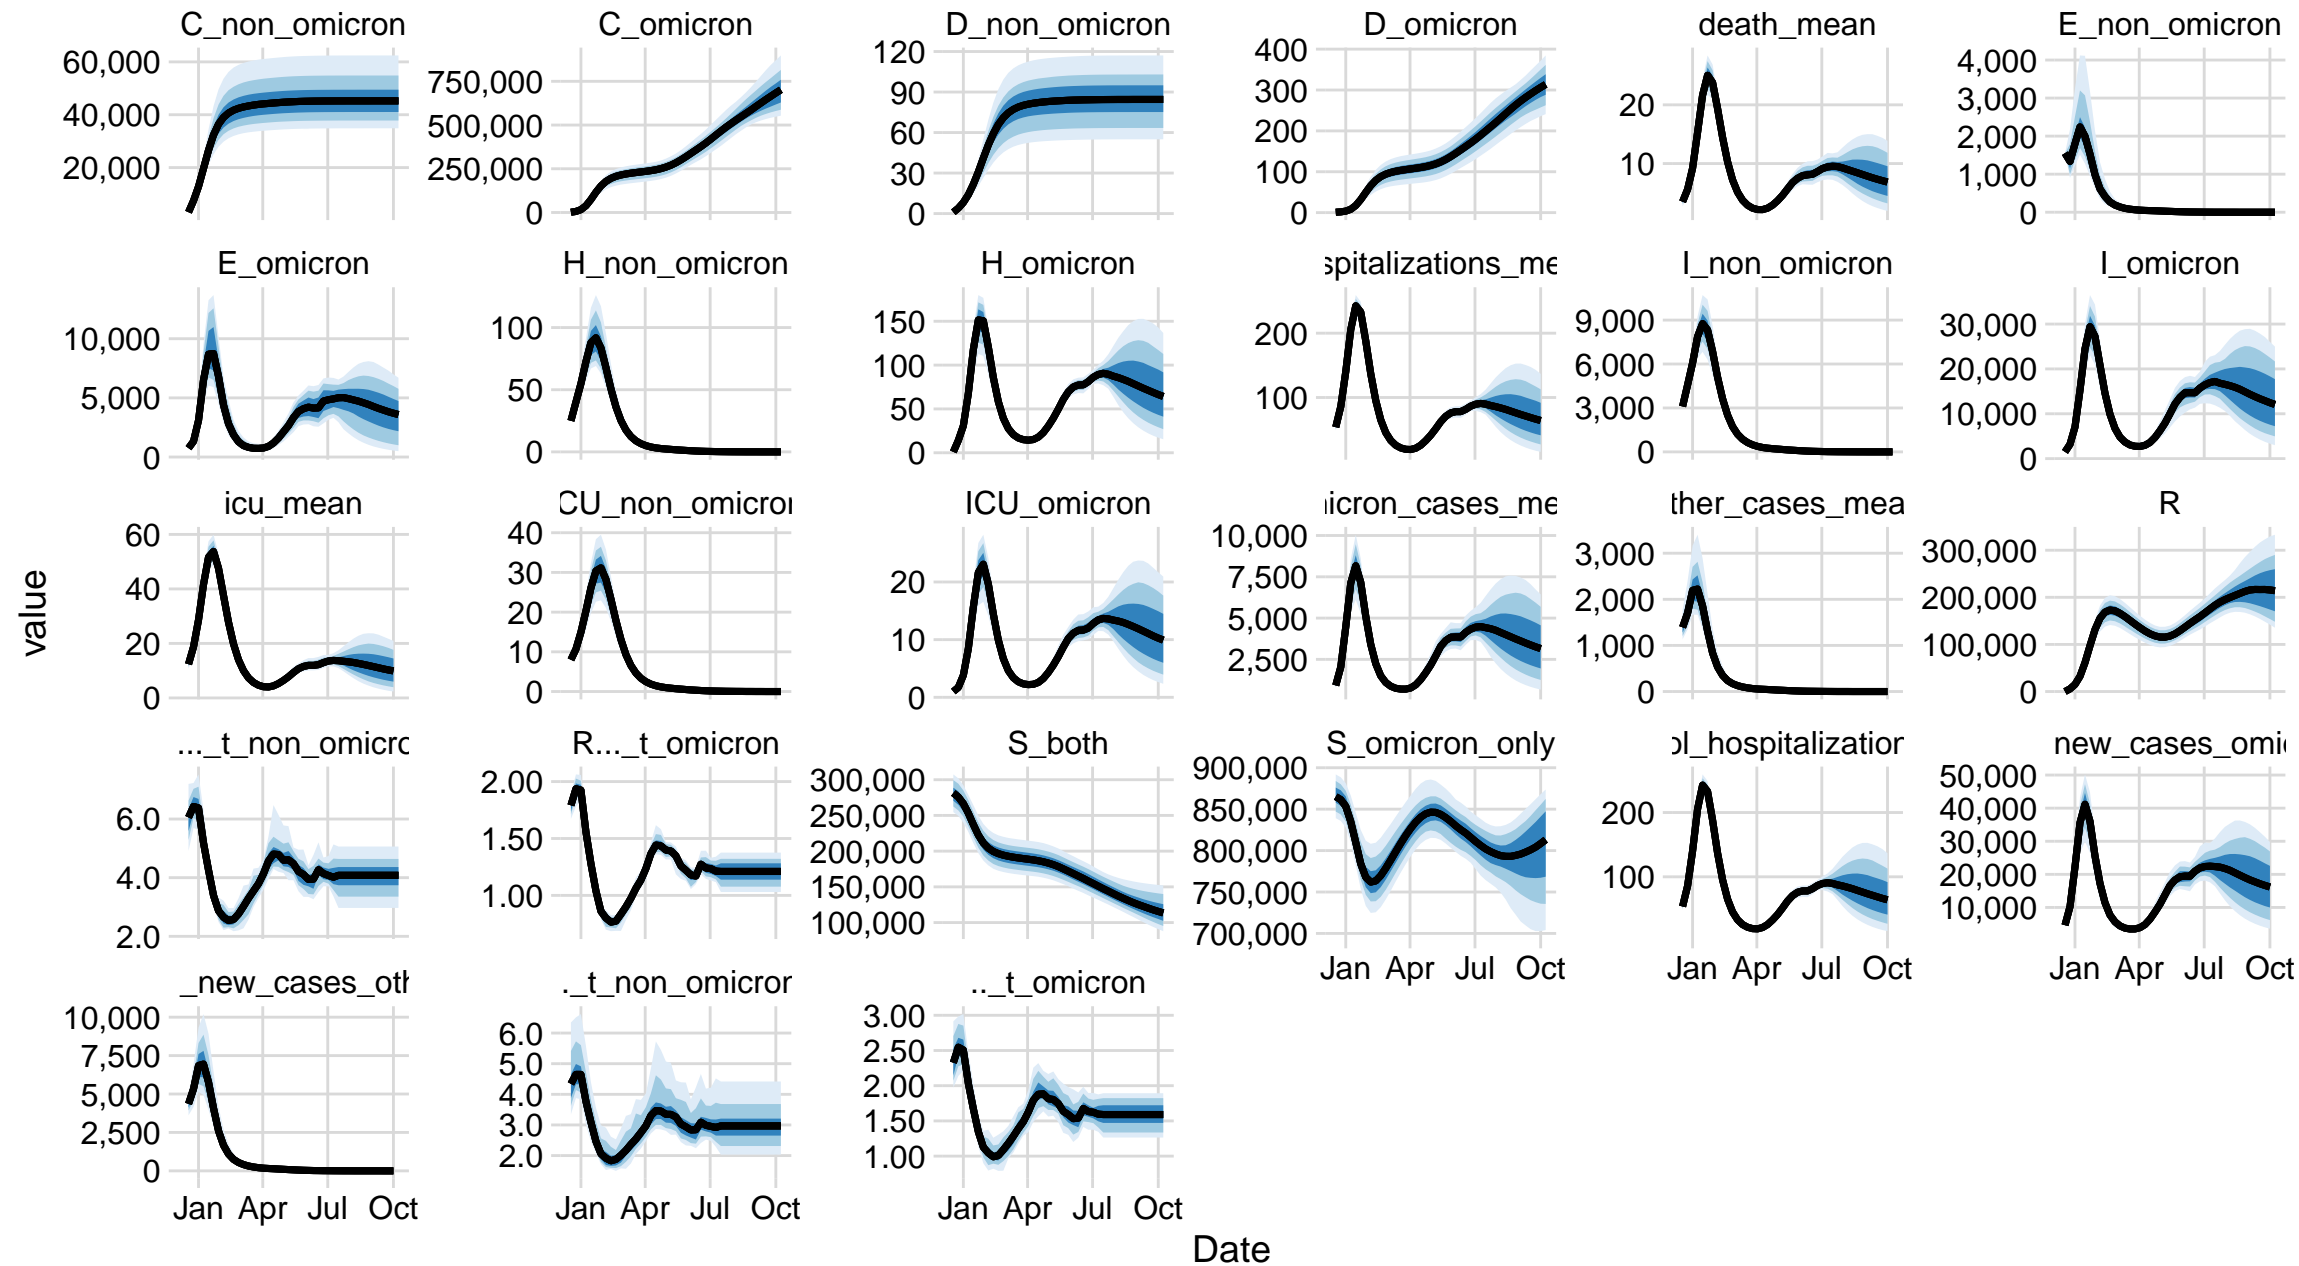 C_non_omicron C_omicron D_non_omicron D_omicron death_mean E_non_omicron
60,000 40,000 20,000
750,000 500,000 250,000 0
120 90 60 30 0
400 300 200 100 0
20 10
4,000 3,000 2,000 1,000 0
E_omicron H_non_omicron H_omicron spitalizations_me I_non_omicron I_omicron
10,000 5,000 0
100 50 0
150 100 50 0
200 100
9,000 6,000 3,000 0
30,000 20,000 10,000 0
icu_mean CU_non_omicron ICU_omicron icron_cases_me ther_cases_mea R
60 40 20 0
40 30 20 10 0
20 10 0
10,000 7,500 5,000 2,500
3,000 2,000 1,000 0
300,000 200,000 100,000 0
value
..._t_non_omicro R..._t_omicron S_both S_omicron_only ol_hospitalization new_cases_omi
6.0 4.0 2.0
2.00 1.50 1.00
300,000 250,000 200,000 150,000 100,000
900,000 850,000 800,000 750,000 700,000
200 100
50,000 40,000 30,000 20,000 10,000
Jan Apr Jul Oct Jan Apr Jul Oct Jan Apr Jul Oct
_new_cases_oth ._t_non_omicron .._t_omicron
10,000 7,500 5,000 2,500 0
6.0 5.0 4.0 3.0 2.0
3.00 2.50 2.00 1.50 1.00
Jan Apr Jul Oct Jan Apr Jul Oct Jan Apr Jul Oct
Date